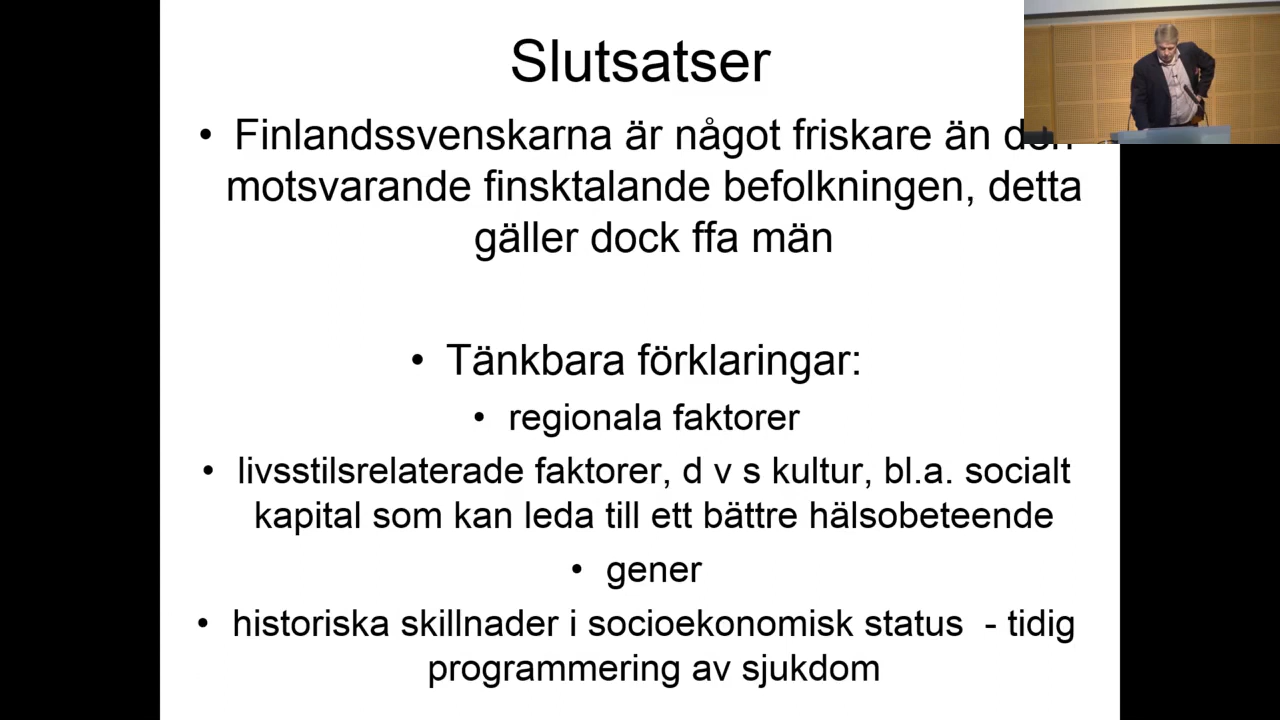 Slutsatser
• Finlandssvenskarna är något friskare än den
motsvarande finsktalande befolkningen, detta
gäller dock ffa män
• Tänkbara förklaringar:
• regionala faktorer
• livsstilsrelaterade faktorer, d v s kultur, bl.a. socialt
kapital som kan leda till ett bättre hälsobeteende
• gener
• historiska skillnader i socioekonomisk status - tidig
programmering av sjukdom